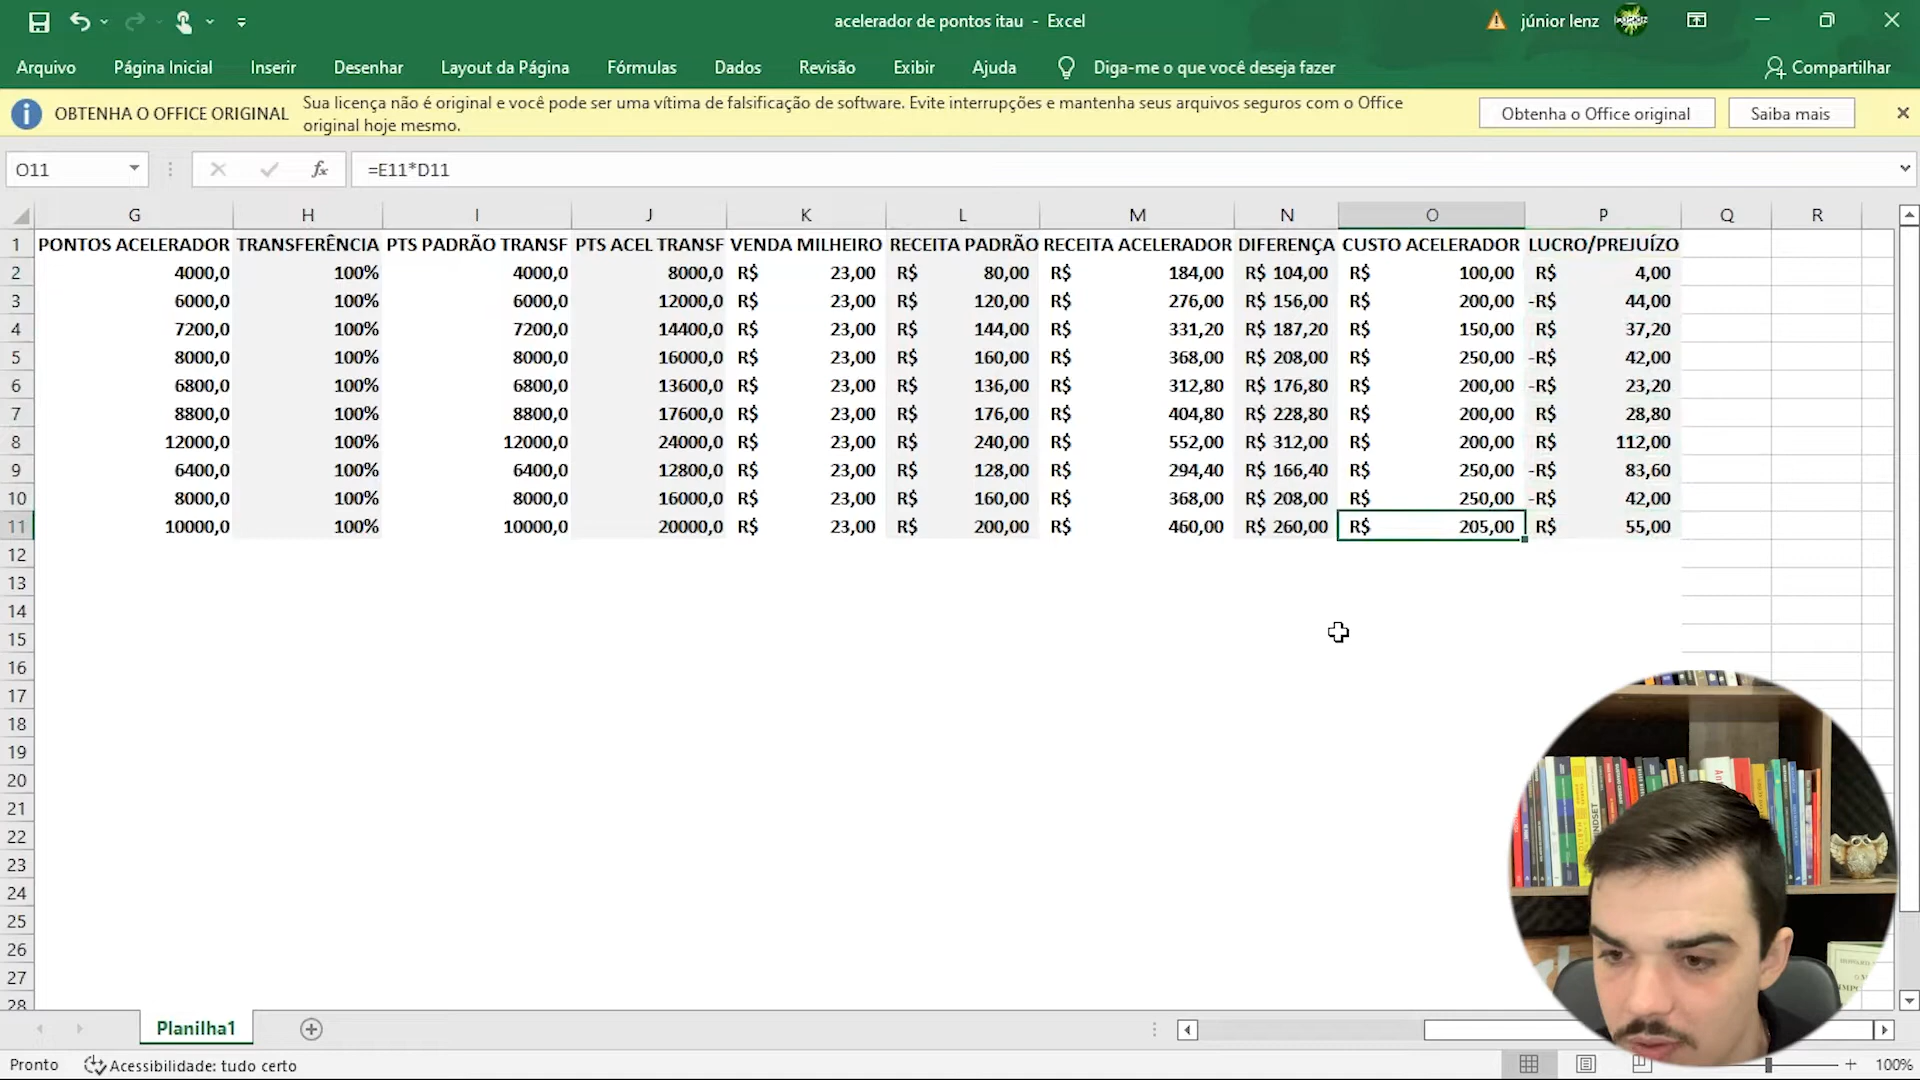 acelerador de pontos itau - Excel
júnior lenz
Arquivo Página Inicial Inserir Desenhar Layout da Página Fórmulas Dados Revisão Exibir Ajuda Diga-me o que você deseja fazer Compartilhar
OBTENHA O OFFICE ORIGINAL Sua licença não é original e você pode ser uma vítima de falsificação de software. Evite interrupções e mantenha seus arquivos seguros com o Office
original hoje mesmo.
Obtenha o Office original Saiba mais
O11 fx =E11*D11
G H I J K L M N O P Q R
1 PONTOS ACELERADOR TRANSFERÊNCIA PTS PADRÃO TRANSF PTS ACEL TRANSF VENDA MILHEIRO RECEITA PADRÃO RECEITA ACELERADOR DIFERENÇA CUSTO ACELERADOR LUCRO/PREJUÍZO
2 4000,0 100% 4000,0 8000,0 R$ 23,00 R$ 80,00 R$ 184,00 R$ 104,00 R$ 100,00 R$ 4,00
3 6000,0 100% 6000,0 12000,0 R$ 23,00 R$ 120,00 R$ 276,00 R$ 156,00 R$ 200,00 -R$ 44,00
4 7200,0 100% 7200,0 14400,0 R$ 23,00 R$ 144,00 R$ 331,20 R$ 187,20 R$ 150,00 R$ 37,20
5 8000,0 100% 8000,0 16000,0 R$ 23,00 R$ 160,00 R$ 368,00 R$ 208,00 R$ 250,00 -R$ 42,00
6 6800,0 100% 6800,0 13600,0 R$ 23,00 R$ 136,00 R$ 312,80 R$ 176,80 R$ 200,00 -R$ 23,20
7 8800,0 100% 8800,0 17600,0 R$ 23,00 R$ 176,00 R$ 404,80 R$ 228,80 R$ 200,00 R$ 28,80
8 12000,0 100% 12000,0 24000,0 R$ 23,00 R$ 240,00 R$ 552,00 R$ 312,00 R$ 200,00 R$ 112,00
9 6400,0 100% 6400,0 12800,0 R$ 23,00 R$ 128,00 R$ 294,40 R$ 166,40 R$ 250,00 -R$ 83,60
10 8000,0 100% 8000,0 16000,0 R$ 23,00 R$ 160,00 R$ 368,00 R$ 208,00 R$ 250,00 -R$ 42,00
11 10000,0 100% 10000,0 20000,0 R$ 23,00 R$ 200,00 R$ 460,00 R$ 260,00 R$ 205,00 R$ 55,00
12
13
14
15
16
17
18
19
20
21
22
23
24
25
26
27
28
Planilha1
Pronto Acessibilidade: tudo certo 100%